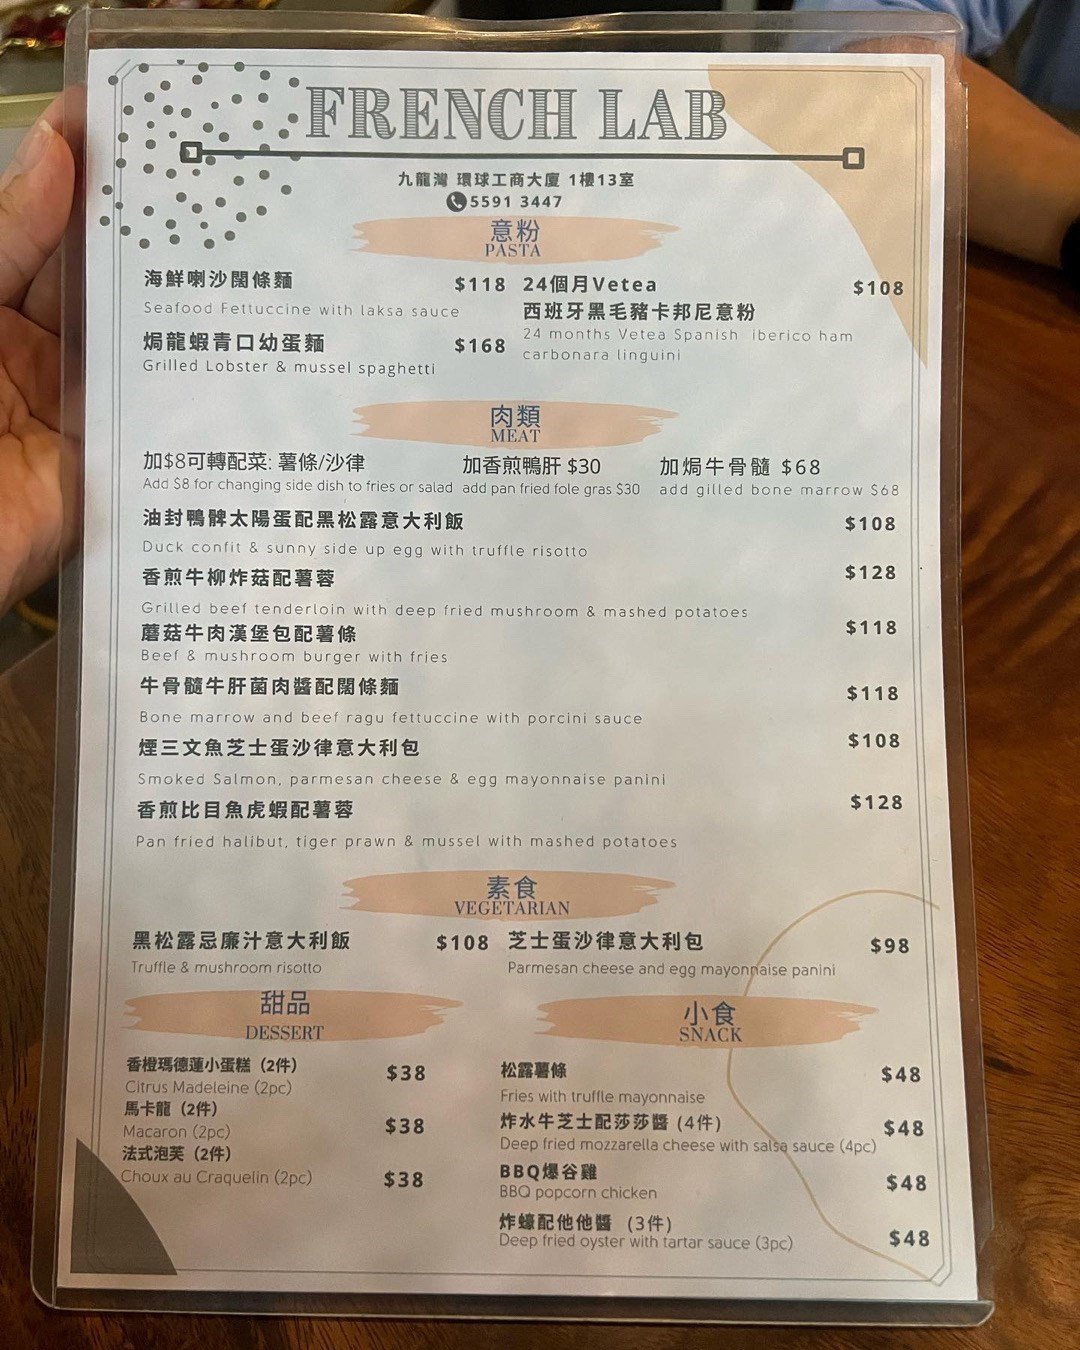 FRENCH LAB
九龍灣 環球工商大廈 1樓13室
5591 3447
意粉
PASTA
海鮮喇沙闊條麵 $118
Seafood Fettuccine with laksa sauce
焗龍蝦青口幼蛋麵 $168
Grilled Lobster & mussel spaghetti
24個月Vetea $108
西班牙黑毛豬卡邦尼意粉
24 months Vetea Spanish iberico ham
carbonara linguini
肉類
MEAT
加$8可轉配菜: 薯條/沙律 加香煎鴨肝 $30 加焗牛骨髓 $68
Add $8 for changing side dish to fries or salad add pan fried fole gras $30 add gilled bone marrow $68
油封鴨髀太陽蛋配黑松露意大利飯 $108
Duck confit & sunny side up egg with truffle risotto
香煎牛柳炸菇配薯蓉 $128
Grilled beef tenderloin with deep fried mushroom & mashed potatoes
蘑菇牛肉漢堡包配薯條 $118
Beef & mushroom burger with fries
牛骨髓牛肝菌肉醬配闊條麵 $118
Bone marrow and beef ragu fettuccine with porcini sauce
煙三文魚芝士蛋沙律意大利包 $108
Smoked Salmon, parmesan cheese & egg mayonnaise panini
香煎比目魚虎蝦配薯蓉 $128
Pan fried halibut, tiger prawn & mussel with mashed potatoes
素食
VEGETARIAN
黑松露忌廉汁意大利飯 $108
Truffle & mushroom risotto
芝士蛋沙律意大利包 $98
Parmesan cheese and egg mayonnaise panini
甜品
DESSERT
香橙瑪德蓮小蛋糕 (2件) $38
Citrus Madeleine (2pc)
馬卡龍 (2件)
Macaron (2pc) $38
法式泡芙 (2件)
Choux au Craquelin (2pc) $38
小食
SNACK
松露薯條 $48
Fries with truffle mayonnaise
炸水牛芝士配莎莎醬 (4件) $48
Deep fried mozzarella cheese with salsa sauce (4pc)
BBQ爆谷雞 $48
BBQ popcorn chicken
炸蠔配他他醬 (3件) $48
Deep fried oyster with tartar sauce (3pc)